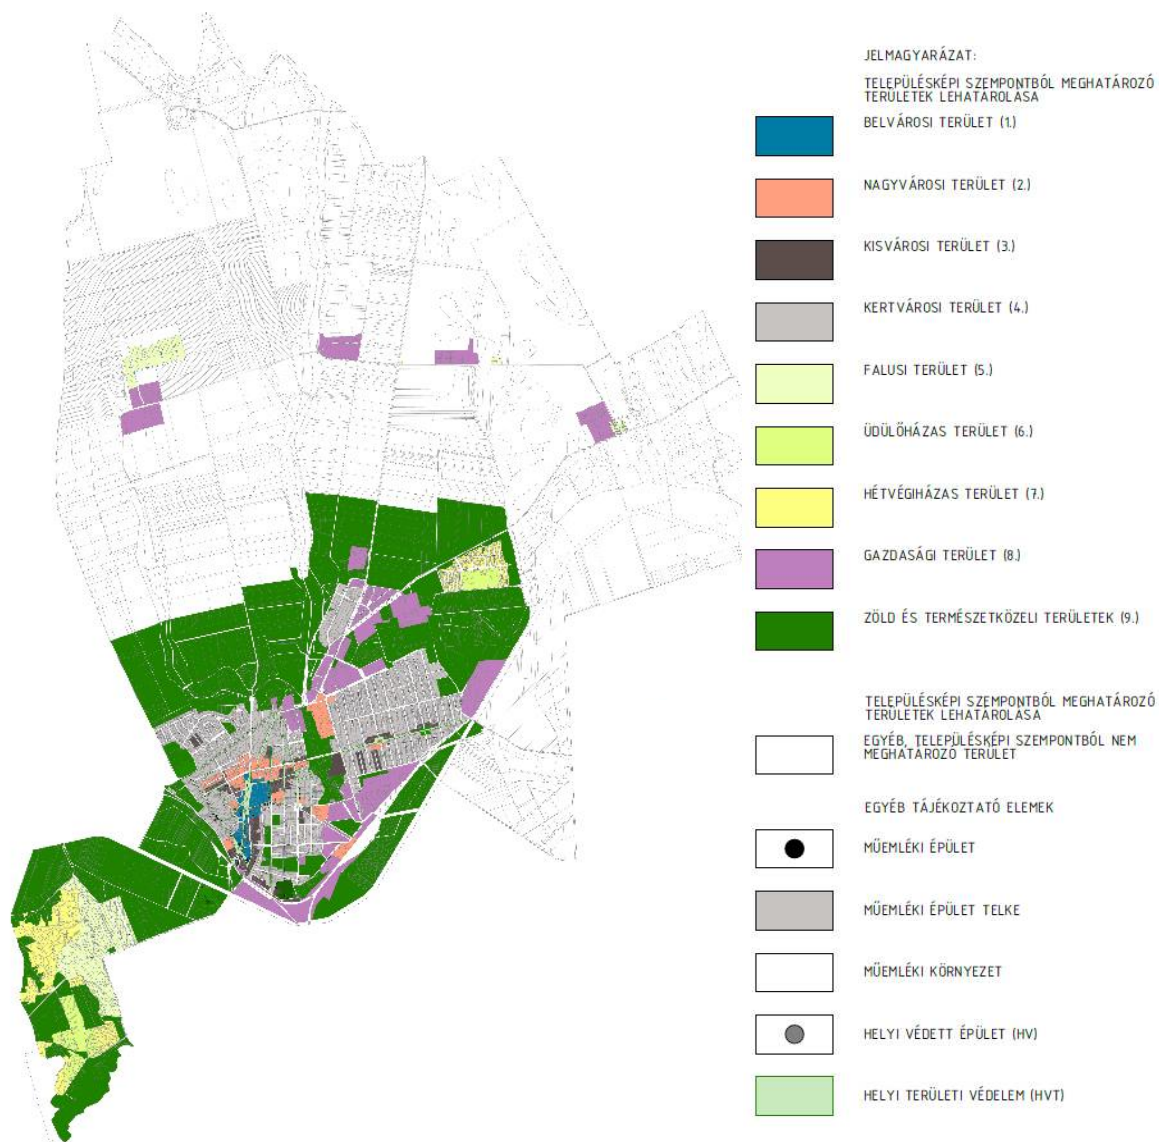 JELMAGYARÁZAT:
TELEPÜLÉSKÉPI SZEMPONTBÓL MEGHATÁROZÓ
TERÜLETEK LEHATÁROLÁSA
BELVÁROSI TERÜLET (1.)
NAGYVÁROSI TERÜLET (2.)
KISVÁROSI TERÜLET (3.)
KERTVÁROSI TERÜLET (4.)
FALUSI TERÜLET (5.)
ÜDÜLŐHÁZAS TERÜLET (6.)
HÉTVÉGIHÁZAS TERÜLET (7.)
GAZDASÁGI TERÜLET (8.)
ZÖLD ÉS TERMÉSZETKÖZELI TERÜLETEK (9.)
TELEPÜLÉSKÉPI SZEMPONTBÓL MEGHATÁROZÓ
TERÜLETEK LEHATÁROLÁSA
EGYÉB, TELEPÜLÉSKÉPI SZEMPONTBÓL NEM
MEGHATÁROZÓ TERÜLET
EGYÉB TÁJÉKOZTATÓ ELEMEK
MŰEMLÉKI ÉPÜLET
MŰEMLÉKI ÉPÜLET TELKE
MŰEMLÉKI KÖRNYEZET
HELYI VÉDETT ÉPÜLET (HV)
HELYI TERÜLETI VÉDELEM (HVT)